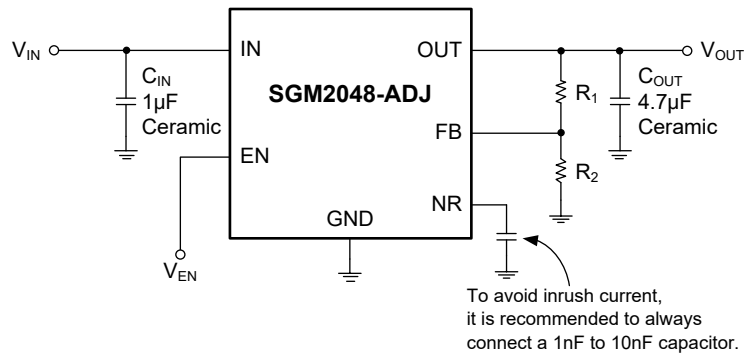 VIN
IN
OUT
VOUT
CIN
1µF
Ceramic
SGM2048-ADJ
R1
COUT
4.7µF
Ceramic
FB
EN
R2
NR
GND
VEN
To avoid inrush current,
it is recommended to always
connect a 1nF to 10nF capacitor.